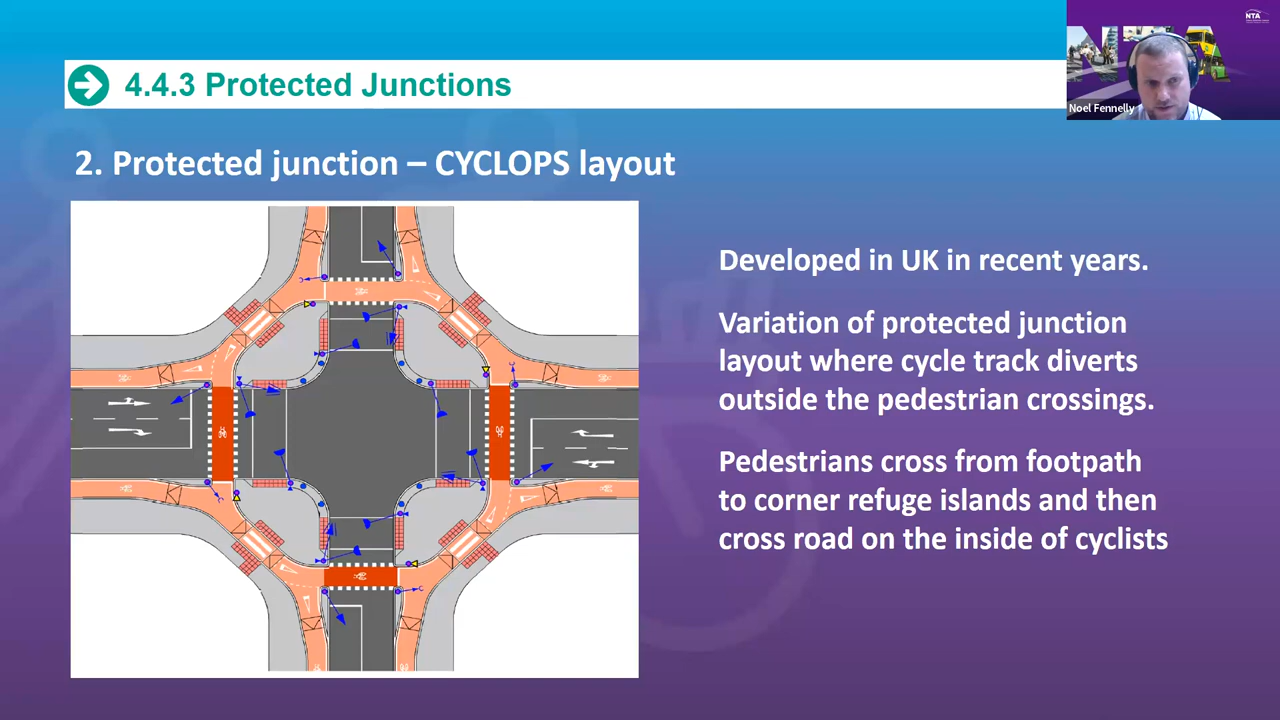 NTA
4.4.3 Protected Junctions
Noel Fennelly
2. Protected junction – CYCLOPS layout
Developed in UK in recent years.
Variation of protected junction
layout where cycle track diverts
outside the pedestrian crossings.
Pedestrians cross from footpath
to corner refuge islands and then
cross road on the inside of cyclists